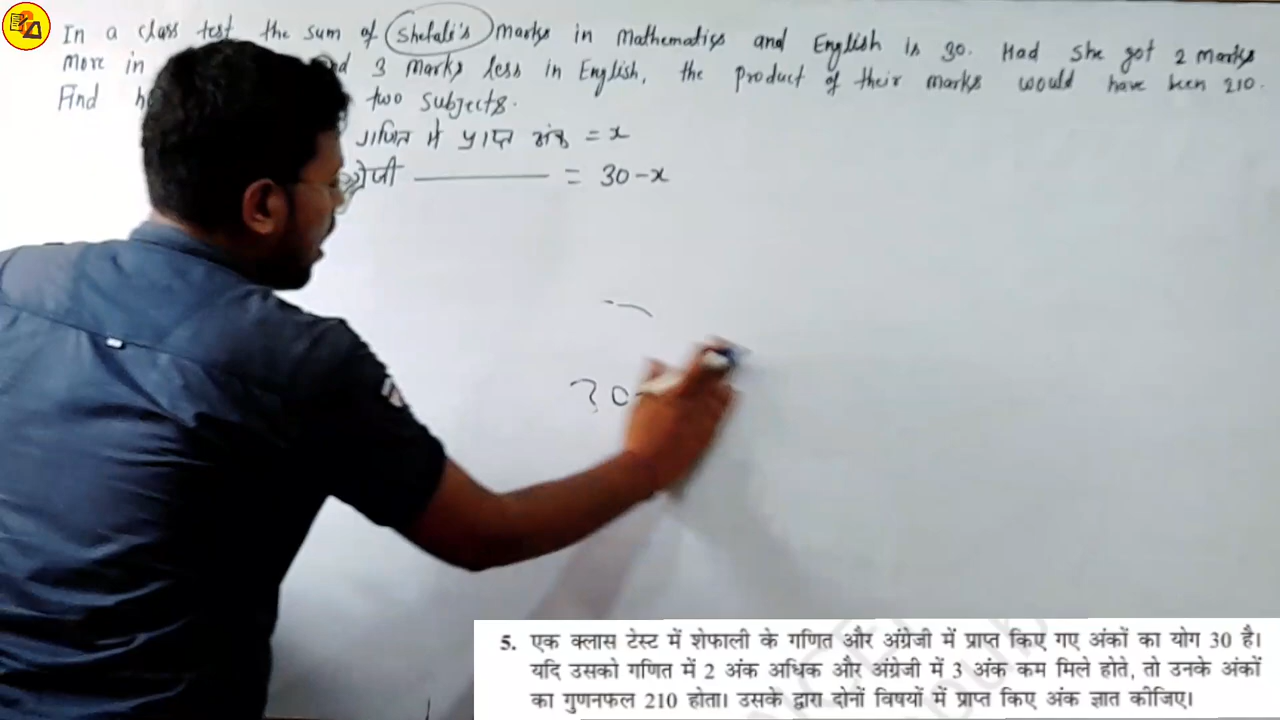 In a class test the sum of Shefali's marks in Mathematics and English is 30. Had she got 2 marks
more in 3 marks less in English, the product of their marks would have been 210.
Find two subjects.
गणित में प्राप्त अंक = x
= 30-x
30-
5. एक क्लास टेस्ट में शेफाली के गणित और अंग्रेजी में प्राप्त किए गए अंकों का योग 30 है।
यदि उसको गणित में 2 अंक अधिक और अंग्रेजी में 3 अंक कम मिले होते, तो उनके अंकों
का गुणनफल 210 होता। उसके द्वारा दोनों विषयों में प्राप्त किए अंक ज्ञात कीजिए।